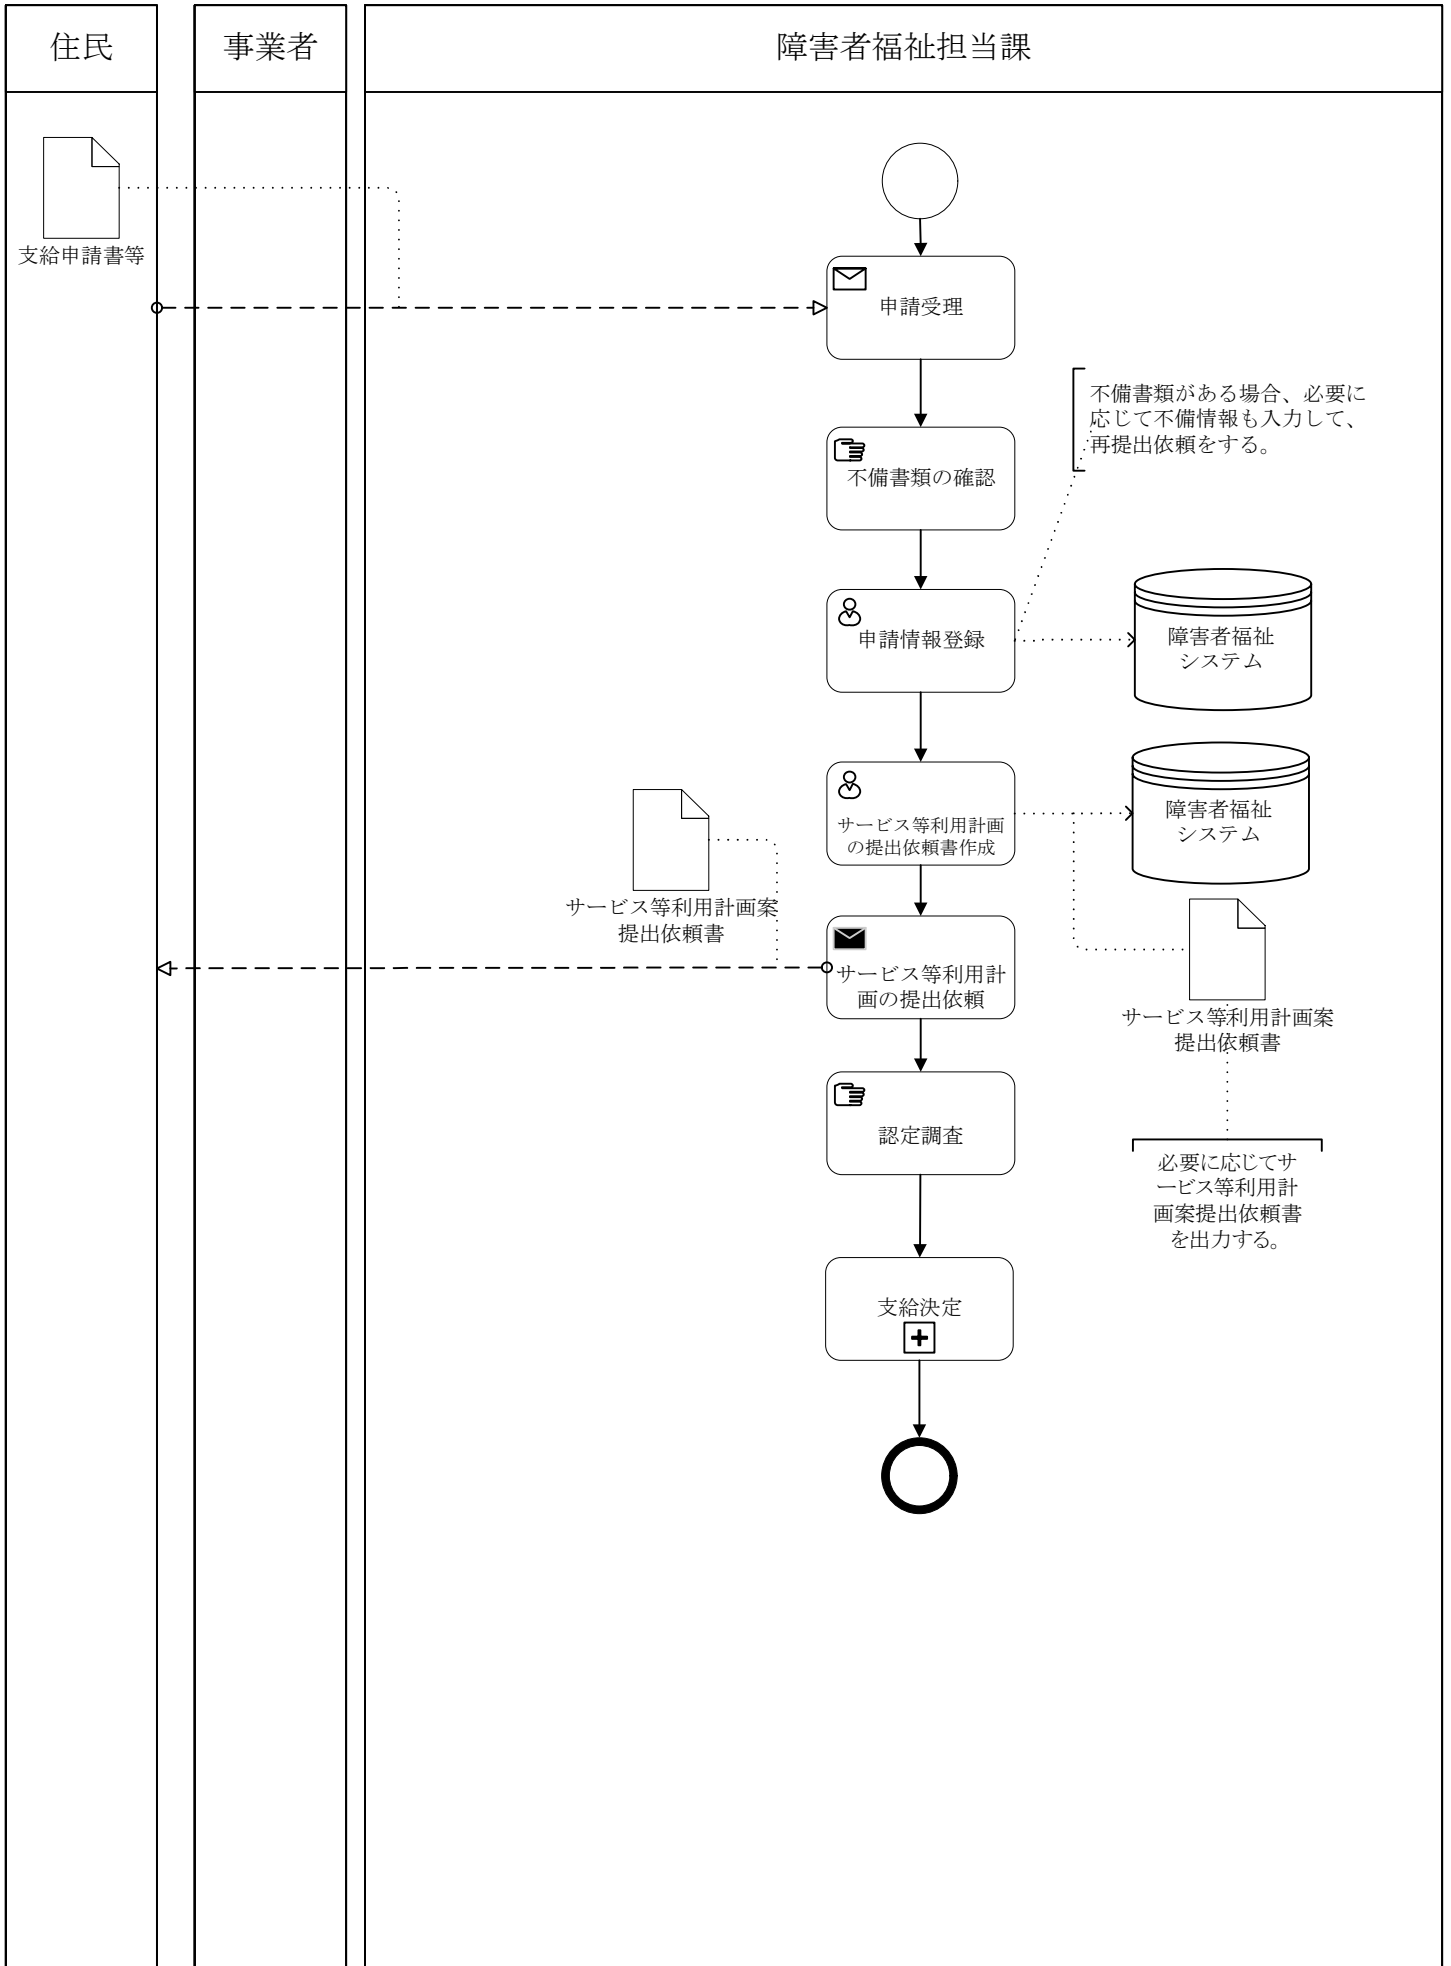 住民
事業者
障害者福祉担当課
支給申請書等
申請受理
不備書類がある場合、必要に
応じて不備情報も入力して、
再提出依頼をする。
不備書類の確認
申請情報登録
障害者福祉
システム
サービス等利用計画
の提出依頼書作成
障害者福祉
システム
サービス等利用計画案
提出依頼書
サービス等利用計
画の提出依頼
サービス等利用計画案
提出依頼書
認定調査
必要に応じてサ
ービス等利用計
画案提出依頼書
を出力する。
支給決定